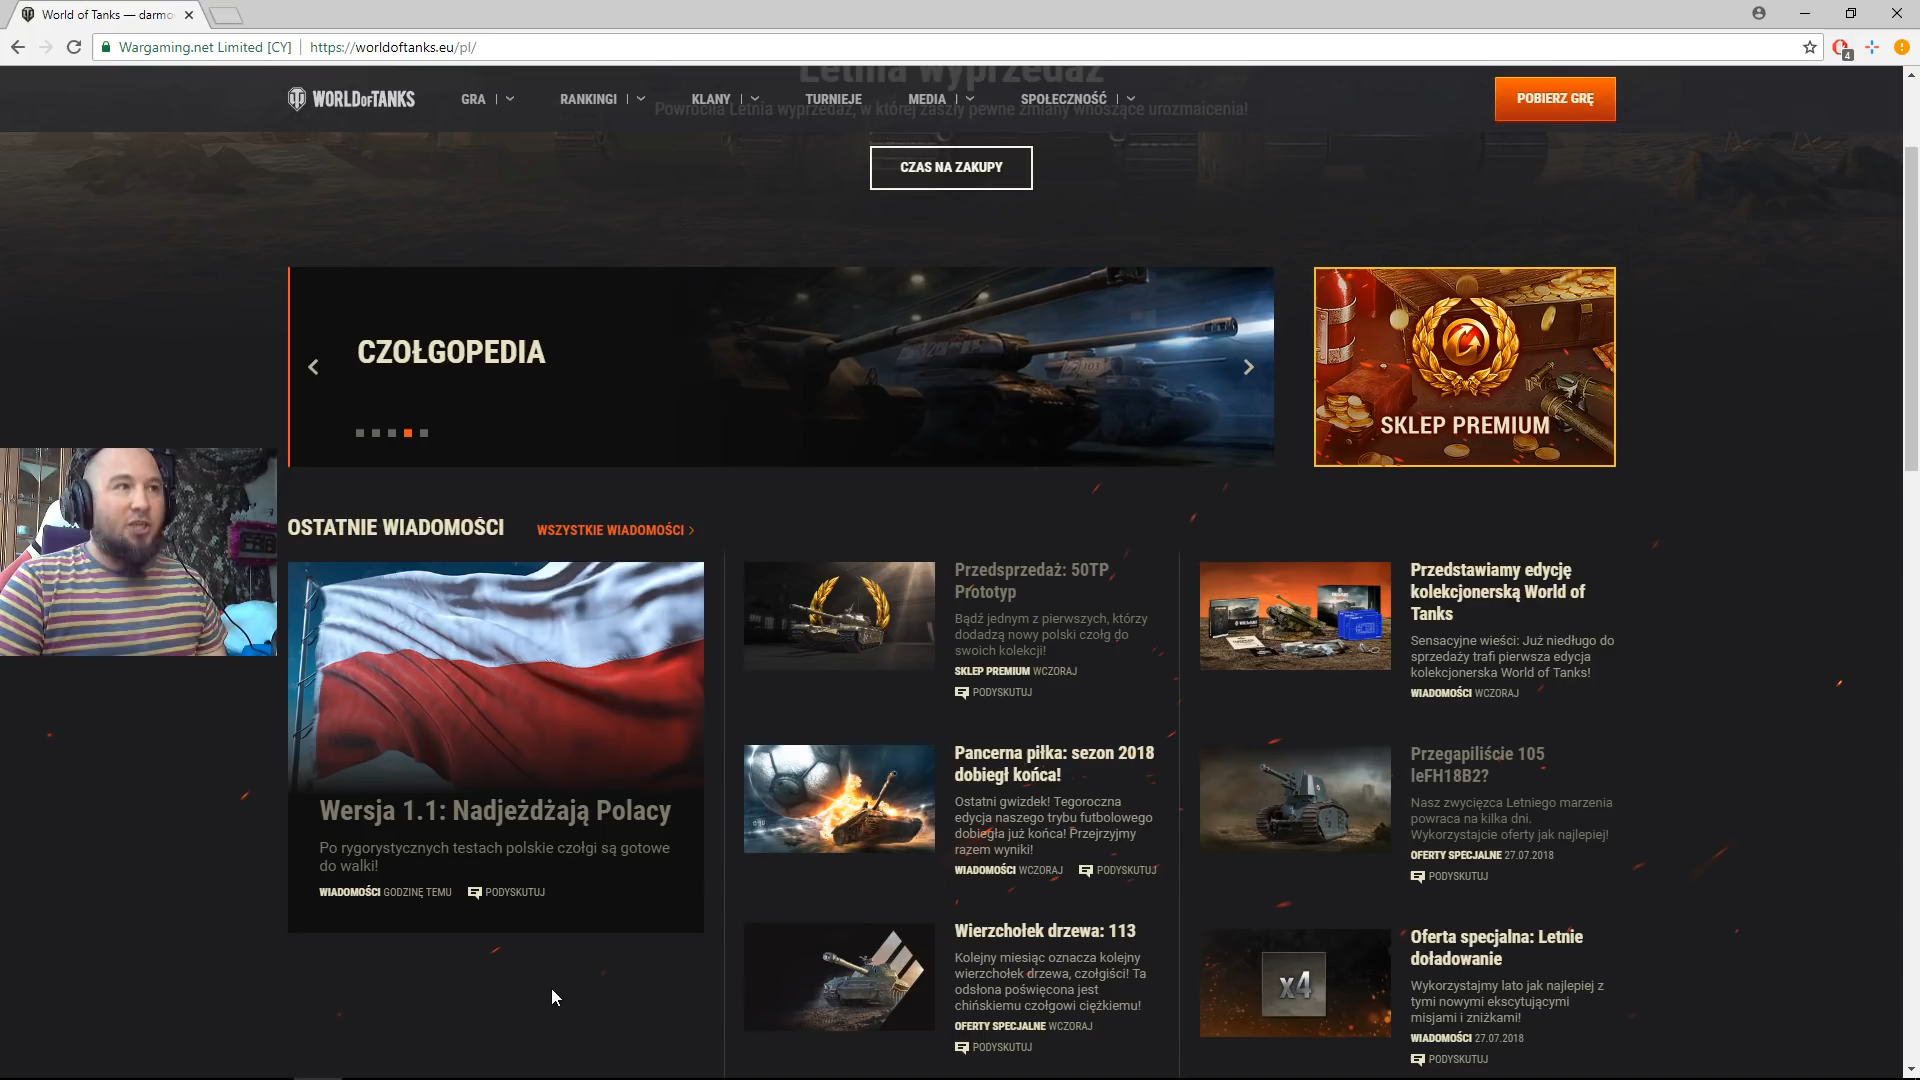 World of Tanks — darmo
Wargaming.net Limited [CY]
https://worldoftanks.eu/pl/
4
Letnia wyprzedaż
WORLD OF TANKS
GRA
RANKINGI
KLANY
TURNIEJE
MEDIA
SPOŁECZNOŚĆ
POBIERZ GRĘ
Powróciła Letnia wyprzedaż, w której zaszły pewne zmiany wnoszące urozmaicenia!
CZAS NA ZAKUPY
CZOŁGOPEDIA
SKLEP PREMIUM
OSTATNIE WIADOMOŚCI
WSZYSTKIE WIADOMOŚCI
Wersja 1.1: Nadjeżdżają Polacy
Po rygorystycznych testach polskie czołgi są gotowe
do walki!
WIADOMOŚCI GODZINĘ TEMU
PODYSKUTUJ
Przedsprzedaż: 50TP
Prototyp
Bądź jednym z pierwszych, którzy
dodadzą nowy polski czołg do
swoich kolekcji!
SKLEP PREMIUM WCZORAJ
PODYSKUTUJ
Pancerna piłka: sezon 2018
dobiegł końca!
Ostatni gwizdek! Tegoroczna
edycja naszego trybu futbolowego
dobiegła już końca! Przejrzyjmy
razem wyniki!
WIADOMOŚCI WCZORAJ
PODYSKUTUJ
Wierzchołek drzewa: 113
Kolejny miesiąc oznacza kolejny
wierzchołek drzewa, czołgiści! Ta
odsłona poświęcona jest
chińskiemu czołgowi ciężkiemu!
OFERTY SPECJALNE WCZORAJ
PODYSKUTUJ
Przedstawiamy edycję
kolekcjonerską World of
Tanks
Sensacyjne wieści: Już niedługo do
sprzedaży trafi pierwsza edycja
kolekcjonerska World of Tanks!
WIADOMOŚCI WCZORAJ
Przegapiliście 105
leFH18B2?
Nasz zwycięzca Letniego marzenia
powraca na kilka dni.
Wykorzystajcie oferty jak najlepiej!
OFERTY SPECJALNE 27.07.2018
PODYSKUTUJ
x4
Oferta specjalna: Letnie
doładowanie
Wykorzystajmy lato jak najlepiej z
tymi nowymi ekscytującymi
misjami i zniżkami!
WIADOMOŚCI 27.07.2018
PODYSKUTUJ